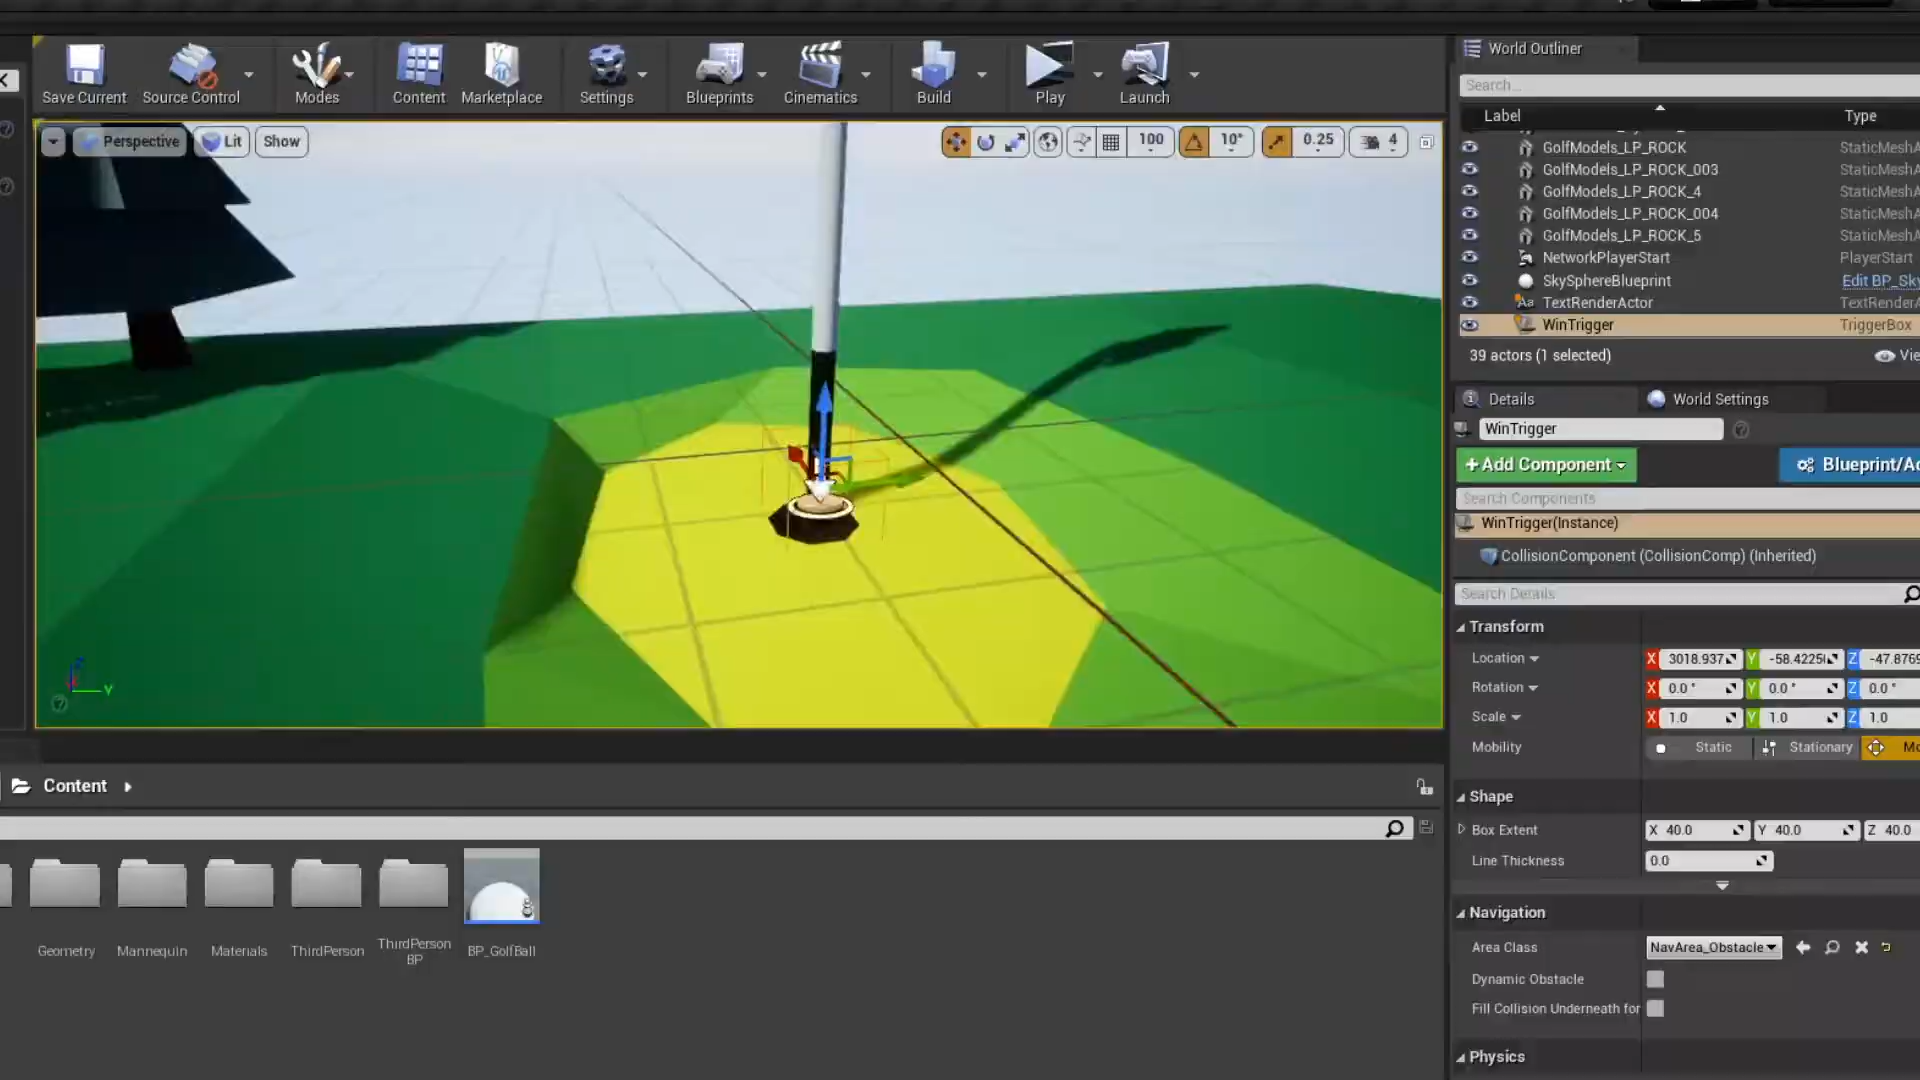 World Outliner
Save Current
Source Control
Modes
Content
Marketplace
Settings
Blueprints
Cinematics
Build
Play
Launch
Search...
Label
Type
Perspective
Lit
Show
100
10°
0.25
4
GolfModels_LP_ROCK
StaticMeshA
GolfModels_LP_ROCK_003
StaticMeshA
GolfModels_LP_ROCK_4
StaticMeshA
GolfModels_LP_ROCK_004
StaticMeshA
GolfModels_LP_ROCK_5
StaticMeshA
NetworkPlayerStart
PlayerStart
SkySphereBlueprint
Edit BP_Sky
TextRenderActor
TextRenderA
WinTrigger
TriggerBox
39 actors (1 selected)
Vie
Details
World Settings
WinTrigger
+ Add Component
Blueprint/Ad
Search Components
WinTrigger(Instance)
CollisionComponent (CollisionComp) (Inherited)
Search Details
Transform
Location
X 3018.937
Y -58.4225
Z -47.8769
Rotation
X 0.0 °
Y 0.0 °
Z 0.0 °
Scale
X 1.0
Y 1.0
Z 1.0
Mobility
Static
Stationary
Mo
Shape
Box Extent
X 40.0
Y 40.0
Z 40.0
Line Thickness
0.0
Navigation
Area Class
NavArea_Obstacle
Dynamic Obstacle
Fill Collision Underneath for
Physics
Z
Y
Content
Geometry
Mannequin
Materials
ThirdPerson
ThirdPerson
BP
BP_GolfBall